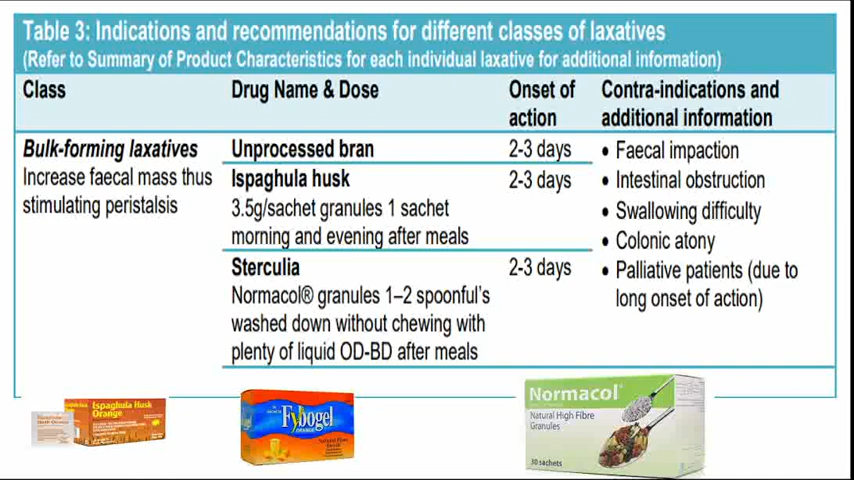 Table 3: Indications and recommendations for different classes of laxatives
(Refer to Summary of Product Characteristics for each individual laxative for additional information)
Class
Drug Name & Dose
Onset of action
Contra-indications and additional information
Bulk-forming laxatives
Increase faecal mass thus
stimulating peristalsis
Unprocessed bran
2-3 days
Ispaghula husk
2-3 days
3.5g/sachet granules 1 sachet
morning and evening after meals
Sterculia
2-3 days
Normacol® granules 1–2 spoonful's
washed down without chewing with
plenty of liquid OD-BD after meals
• Faecal impaction
• Intestinal obstruction
• Swallowing difficulty
• Colonic atony
• Palliative patients (due to
long onset of action)
Ispaghula Husk
Orange
Fybogel
ORANGE
Normacol®
Natural High Fibre
Granules
30 sachets